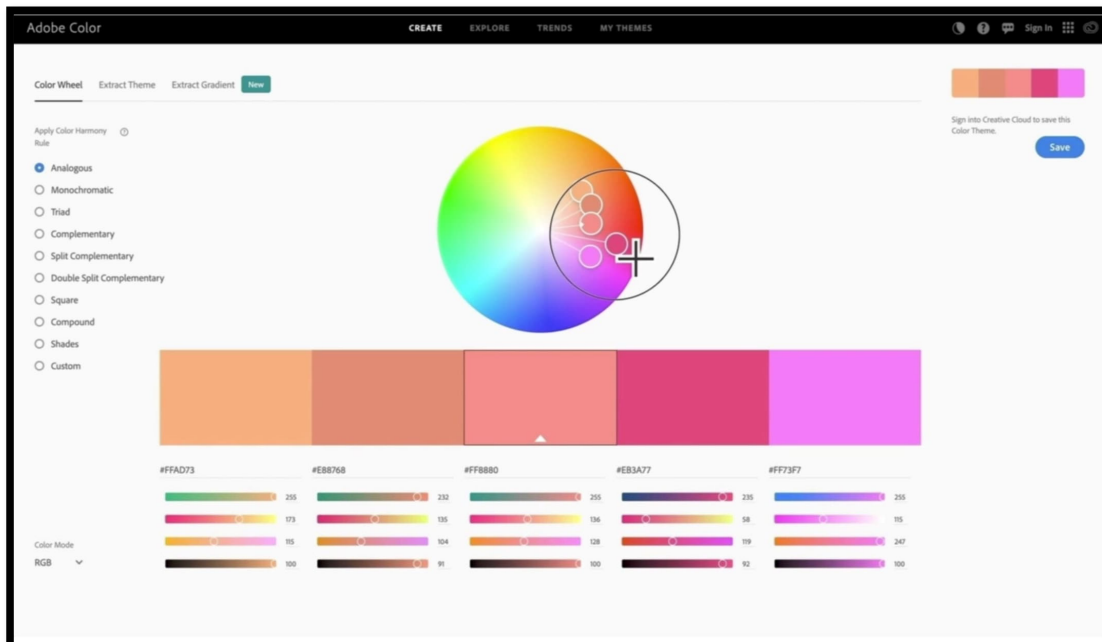 Adobe Color
CREATE EXPLORE TRENDS MY THEMES
Sign In
Color Wheel Extract Theme Extract Gradient New
Sign into Creative Cloud to save this
Color Theme.
Save
Apply Color Harmony
Rule
Analogous
Monochromatic
Triad
Complementary
Split Complementary
Double Split Complementary
Square
Compound
Shades
Custom
#FFAD73 #E88768 #FF8880 #EB3A77 #FF73F7
255 232 255 235 255
173 135 136 58 115
115 104 128 119 247
100 91 100 92 100
Color Mode
RGB